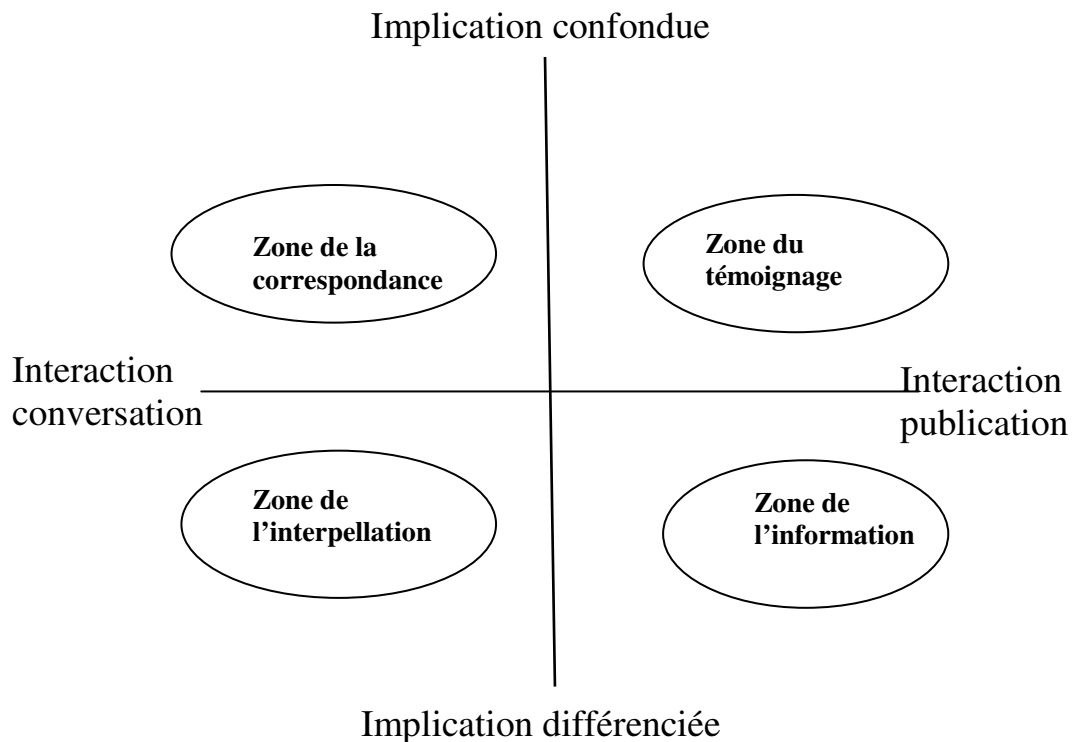 Implication confondue
Zone de la
correspondance
Zone du
témoignage
Interaction
conversation
Interaction
publication
Zone de
l’interpellation
Zone de
l’information
Implication différenciée